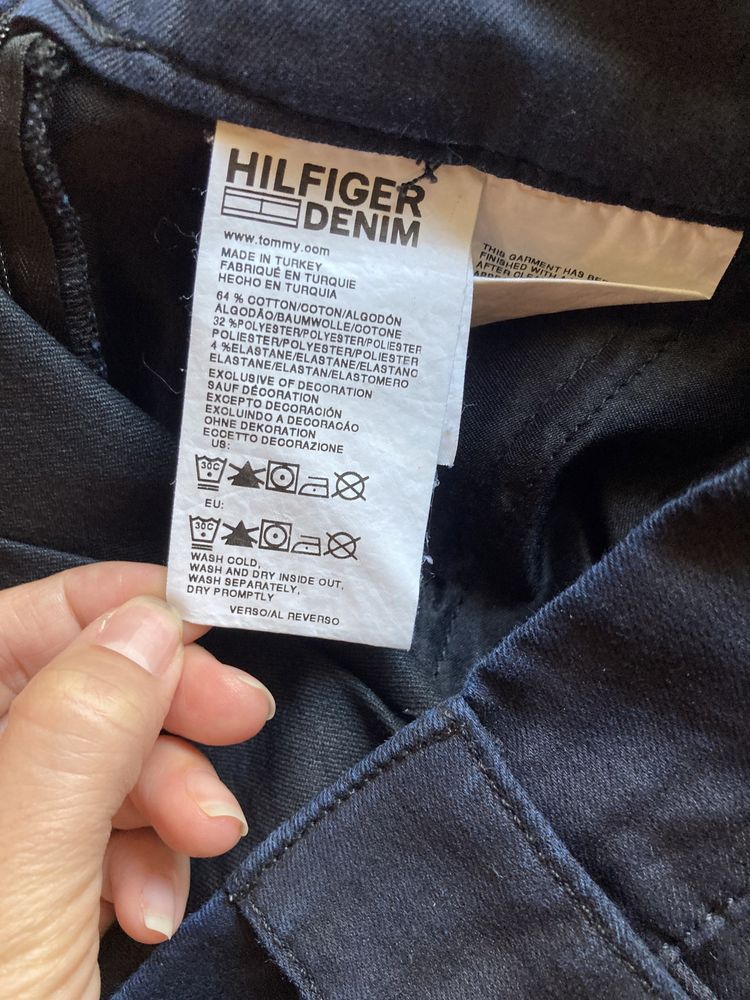 HILFIGER
DENIM
www.tommy.com
MADE IN TURKEY
FABRIQUÉ EN TURQUIE
HECHO EN TURQUIA
64 % COTTON/COTON/ALGODÓN
ALGODÃO/BAUMWOLLE/COTONE
32 %POLYESTER/POLYESTER/POLIÉSTER
POLIESTER/POLYESTER/POLIESTER
4 %ELASTANE/ELASTANE/ELASTANO
ELASTANE/ELASTAN/ELASTOMERO
EXCLUSIVE OF DECORATION
SAUF DÉCORATION
EXCEPTO DECORACIÓN
EXCLUINDO A DECORACÃO
OHNE DEKORATION
ECCETTO DECORAZIONE
US:
30C
EU:
30C
WASH COLD,
WASH AND DRY INSIDE OUT,
WASH SEPARATELY,
DRY PROMPTLY
VERSO/AL REVERSO
THIS GARMENT HAS
FINISHED WITH
AFTER